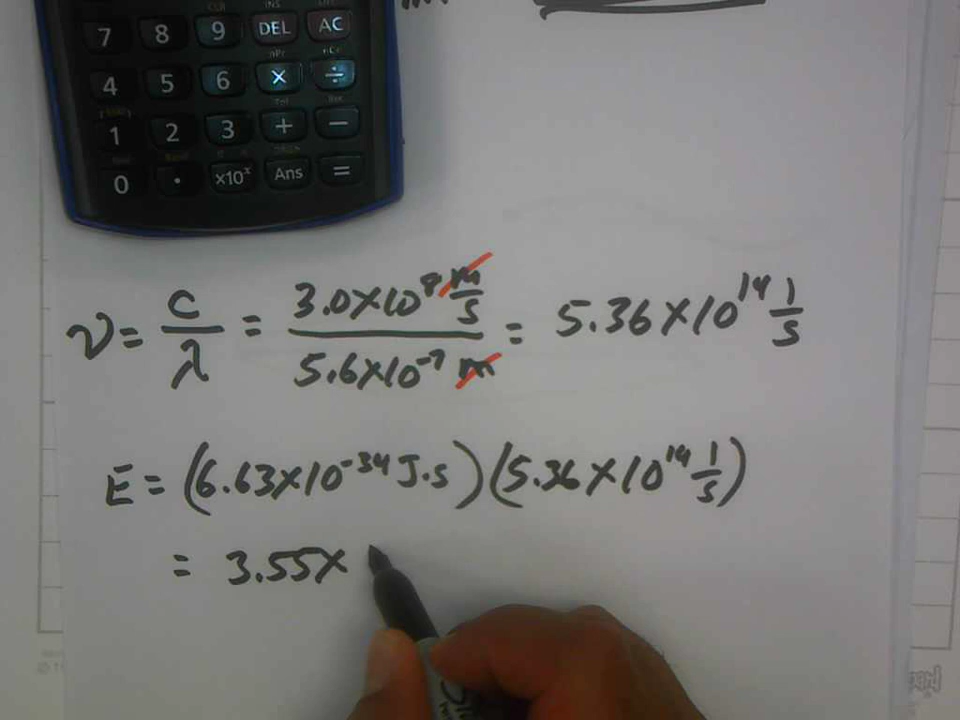 7 8 9 DEL AC
4 5 6 × ÷
1 2 3 + −
0 . ×10ˣ Ans =
ν = c/λ = 3.0×10⁸ m/s / 5.6×10⁻⁷ m = 5.36×10¹⁴ 1/s
E = (6.63×10⁻³⁴ J·s)(5.36×10¹⁴ 1/s)
= 3.55×